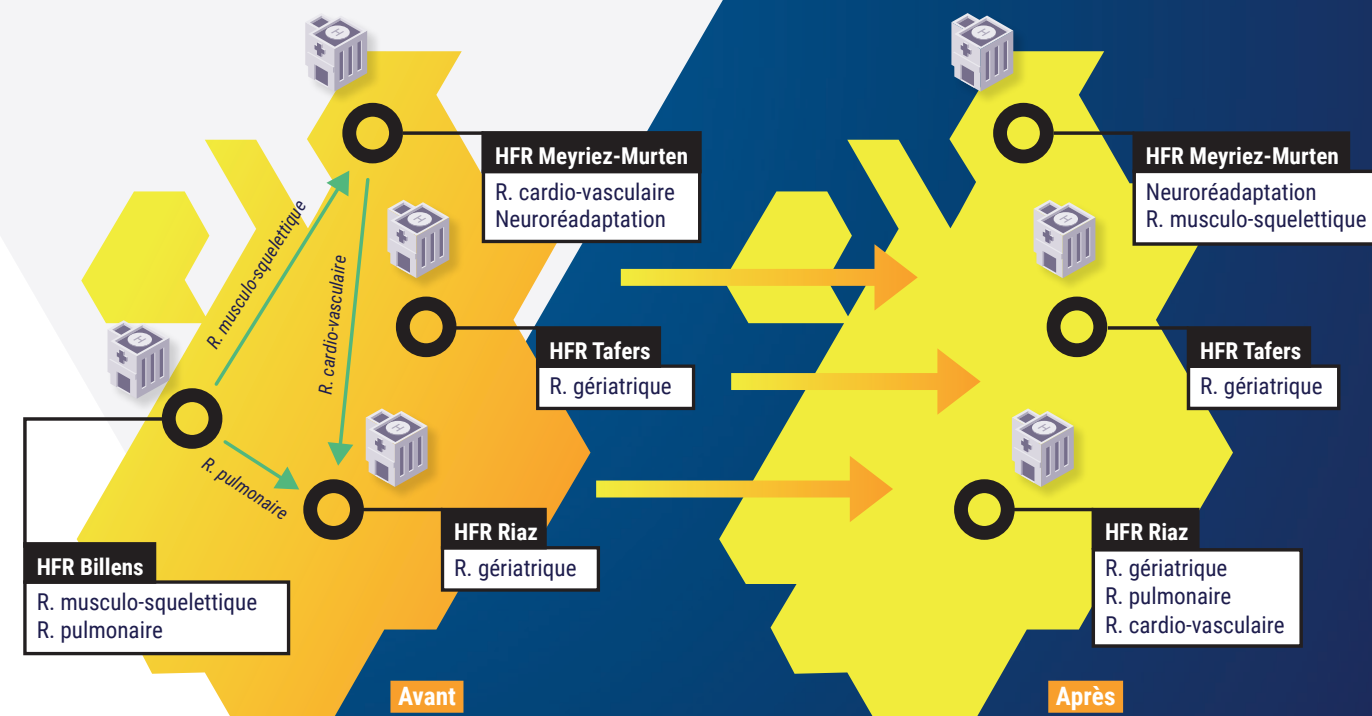 HFR Meyriez-Murten
R. cardio-vasculaire
Neuroréadaptation
R. musculo-squelettique
R. cardio-vasculaire
HFR Tafers
R. gériatrique
R. pulmonaire
HFR Riaz
R. gériatrique
HFR Billens
R. musculo-squelettique
R. pulmonaire
Avant
HFR Meyriez-Murten
Neuroréadaptation
R. musculo-squelettique
HFR Tafers
R. gériatrique
HFR Riaz
R. gériatrique
R. pulmonaire
R. cardio-vasculaire
Après
H
H
H
H
H
H
H